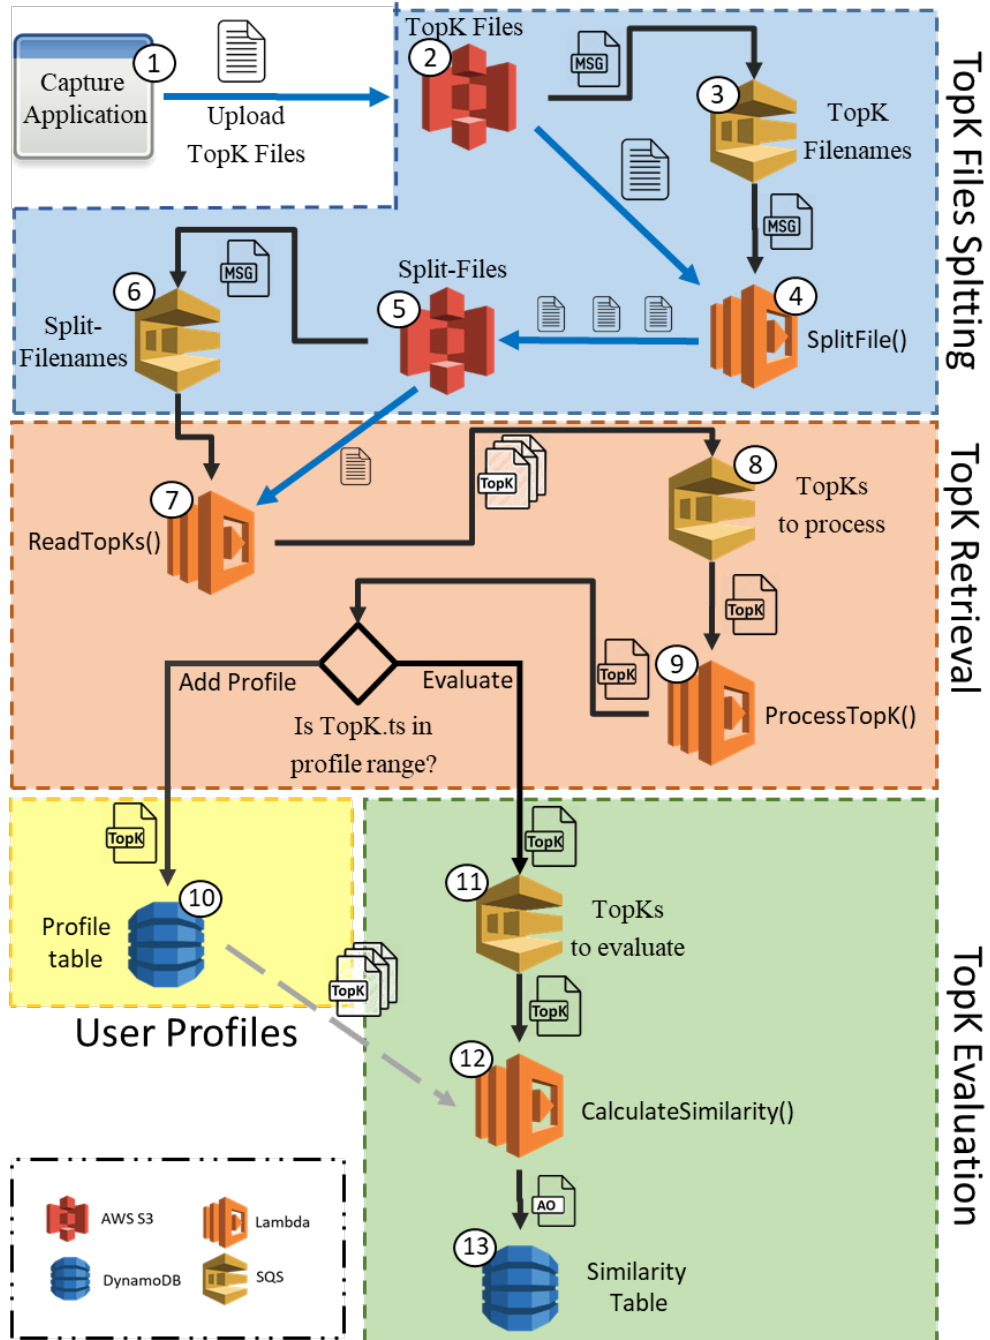 1
Capture
Application
Upload
TopK Files
TopK Files
2
MSG
3
TopK
Filenames
MSG
4
SplitFile()
Split-Files
5
MSG
6
Split-
Filenames
TopK Files Spltting
7
ReadTopKs()
TopK
8
TopKs
to process
TopK
9
ProcessTopK()
TopK
Add Profile
Evaluate
Is TopK.ts in
profile range?
TopK Retrieval
TopK
10
Profile
table
User Profiles
TopK
TopK
11
TopKs
to evaluate
TopK
12
CalculateSimilarity()
AO
13
Similarity
Table
TopK Evaluation
AWS S3
Lambda
DynamoDB
SQS